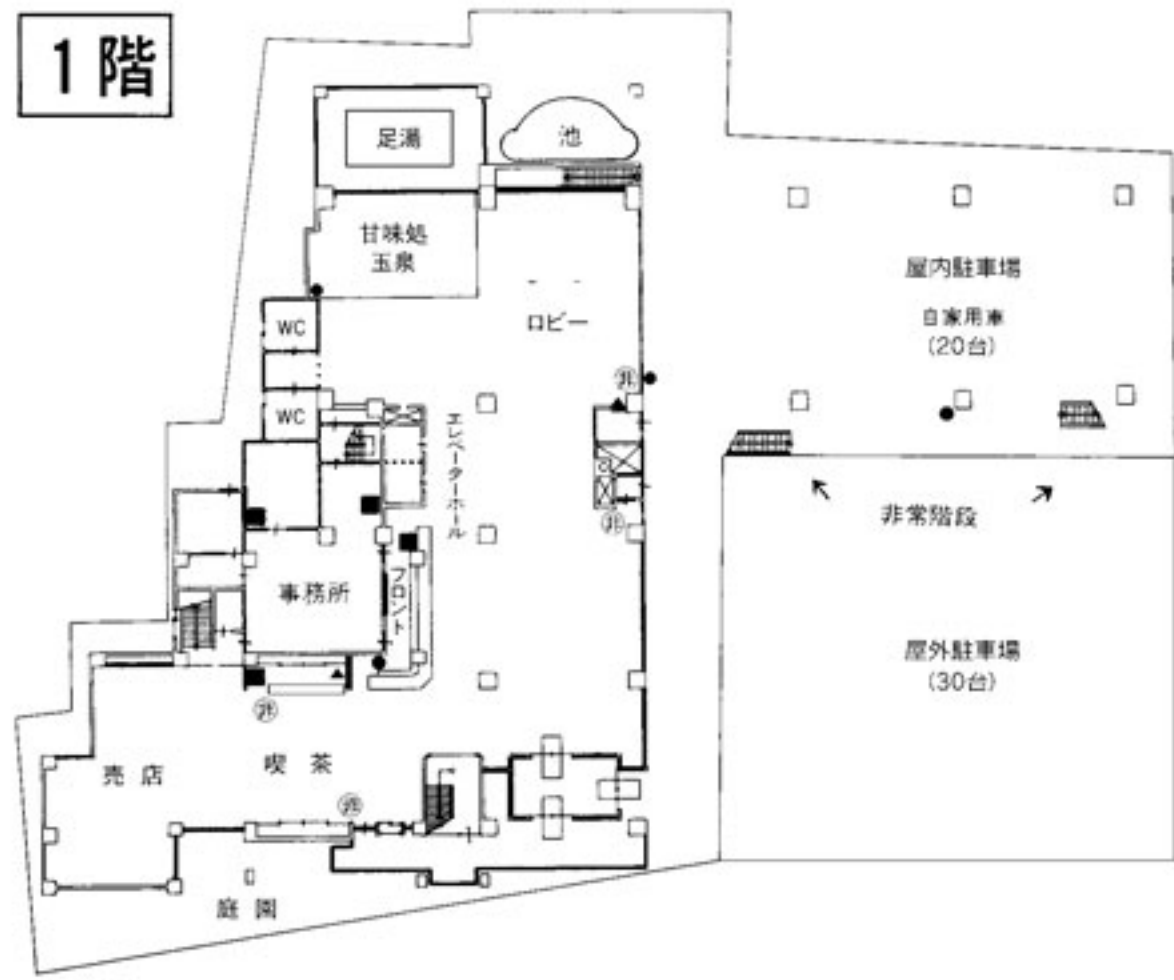 1階
足湯
池
甘味処
玉泉
ロビー
WC
WC
非
エレベーターホール
非
フロント
事務所
非
売店
喫茶
非
庭園
屋内駐車場
自家用車
(20台)
非常階段
屋外駐車場
(30台)